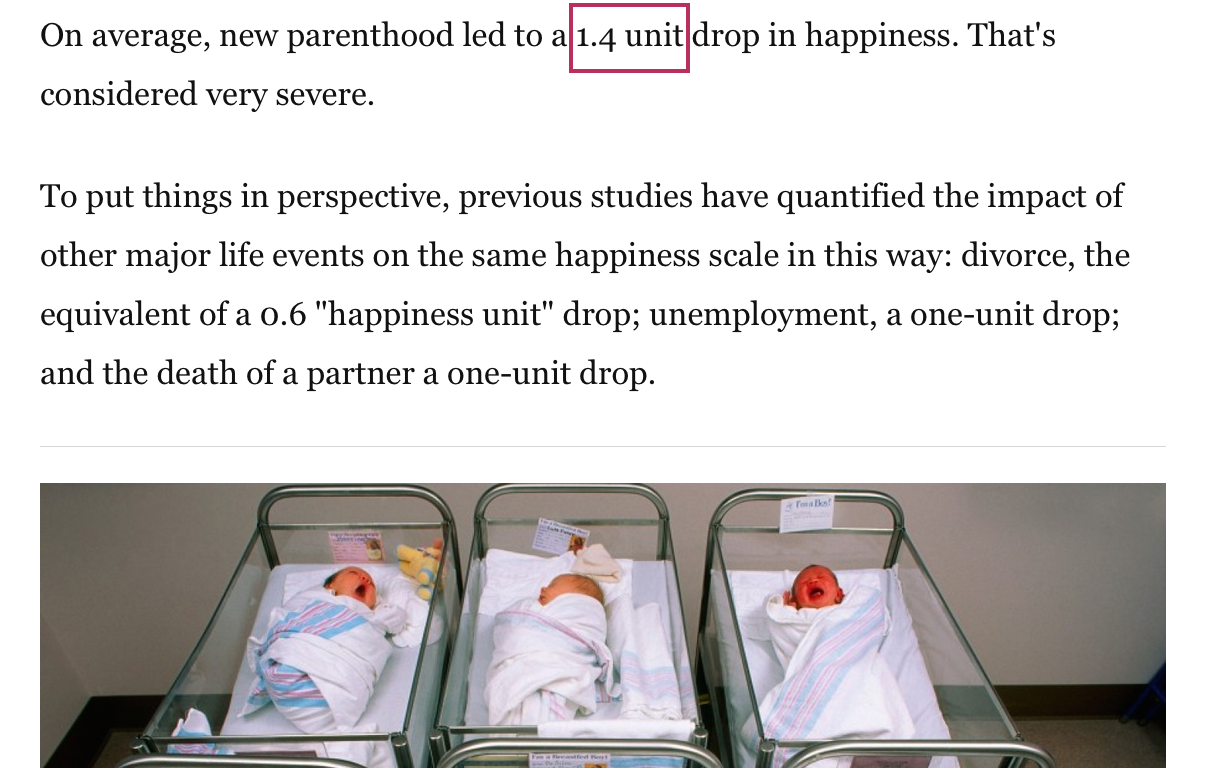 On average, new parenthood led to a 1.4 unit drop in happiness. That's
considered very severe.
To put things in perspective, previous studies have quantified the impact of
other major life events on the same happiness scale in this way: divorce, the
equivalent of a 0.6 "happiness unit" drop; unemployment, a one-unit drop;
and the death of a partner a one-unit drop.
I'm a Boy!